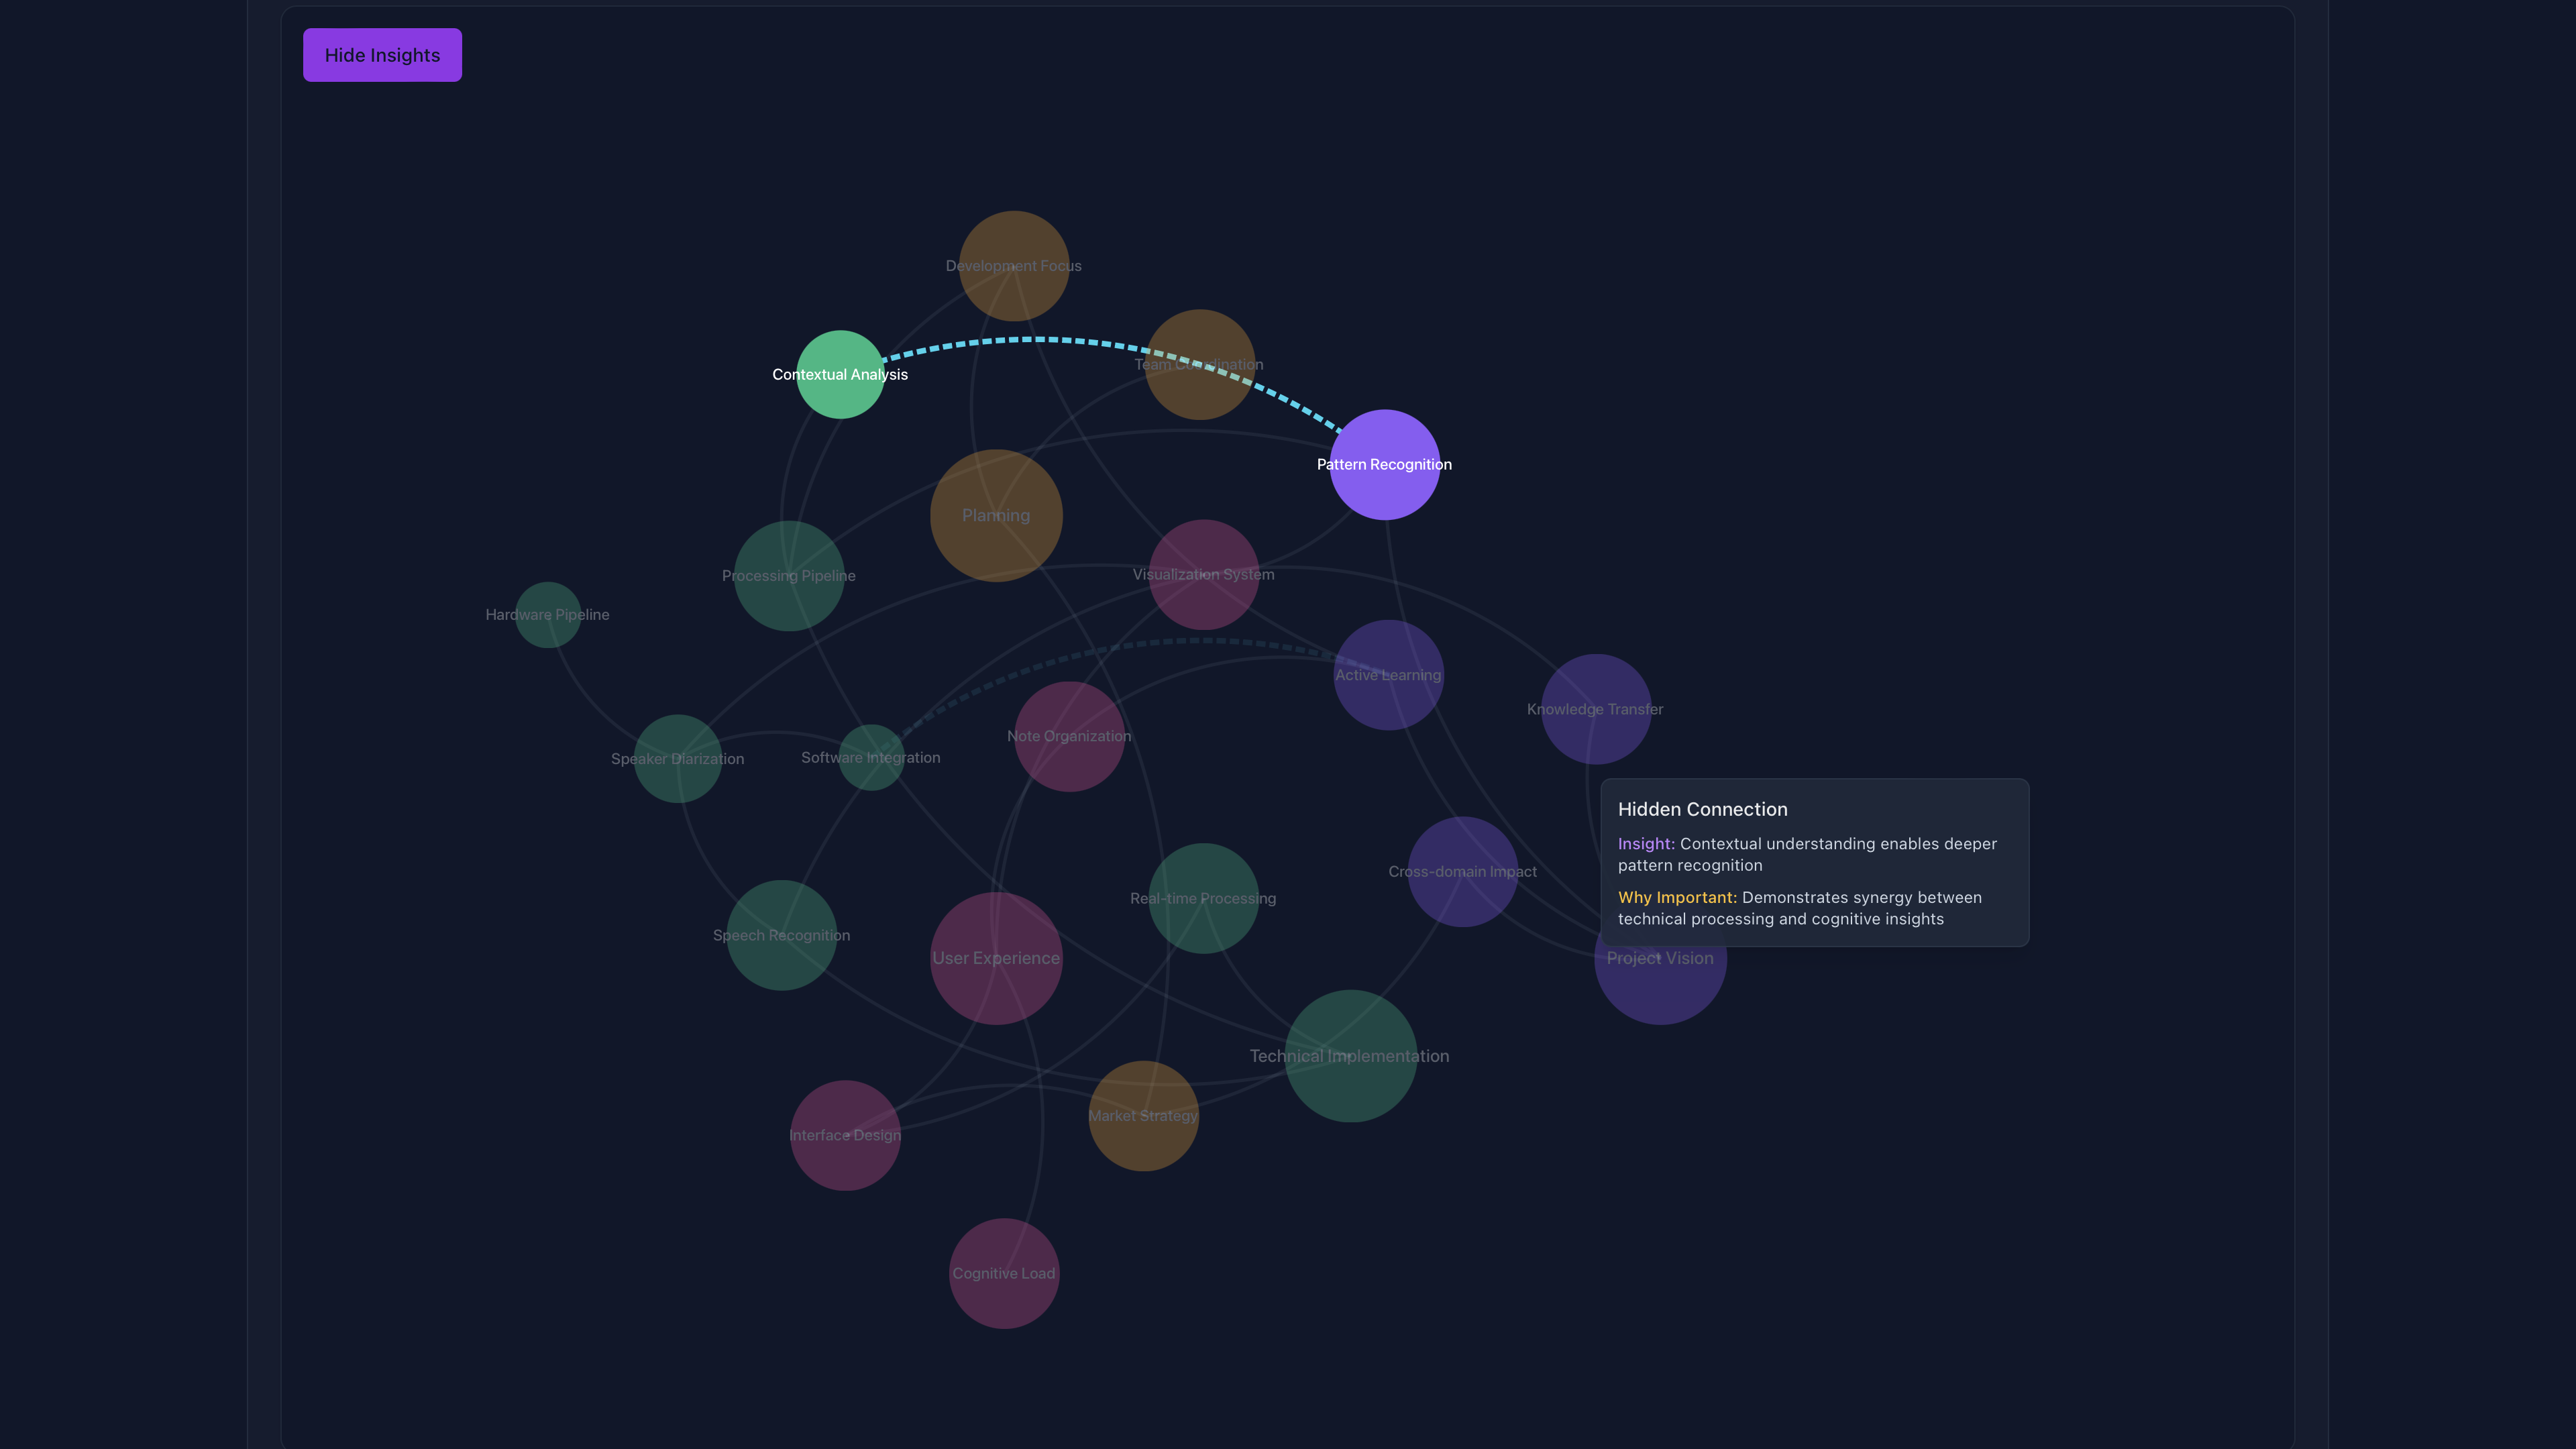 Hide Insights
Development Focus
Team Coordination
Contextual Analysis
Pattern Recognition
Planning
Processing Pipeline
Visualization System
Hardware Pipeline
Active Learning
Knowledge Transfer
Speaker Diarization
Software Integration
Note Organization
Hidden Connection
Insight: Contextual understanding enables deeper
pattern recognition
Why Important: Demonstrates synergy between
technical processing and cognitive insights
Cross-domain Impact
Real-time Processing
Speech Recognition
User Experience
Project Vision
Technical Implementation
Market Strategy
Interface Design
Cognitive Load